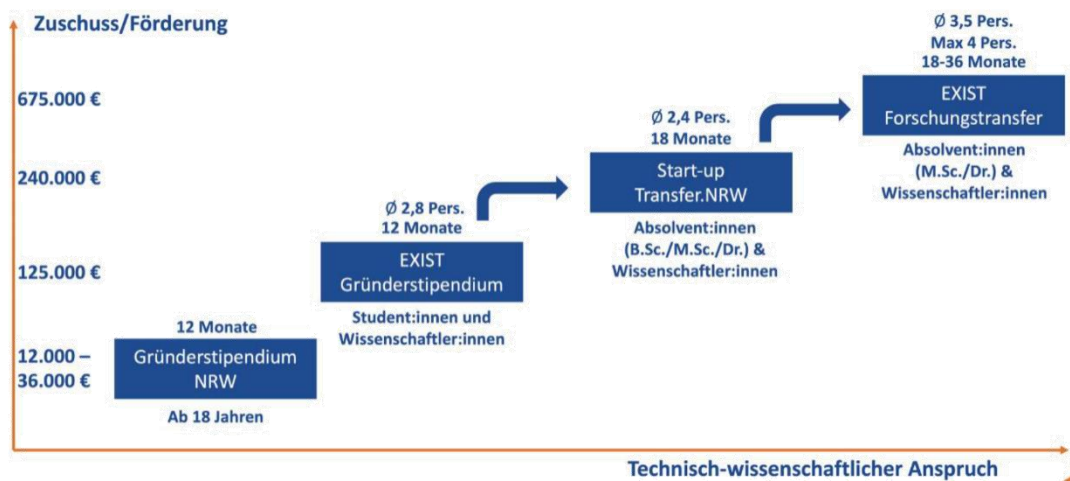 Zuschuss/Förderung
675.000 €
240.000 €
125.000 €
12.000 –
36.000 €
12 Monate
Gründerstipendium
NRW
Ab 18 Jahren
Ø 2,8 Pers.
12 Monate
EXIST
Gründerstipendium
Student:innen und
Wissenschaftler:innen
Ø 2,4 Pers.
18 Monate
Start-up
Transfer.NRW
Absolvent:innen
(B.Sc./M.Sc./Dr.) &
Wissenschaftler:innen
Ø 3,5 Pers.
Max 4 Pers.
18-36 Monate
EXIST
Forschungstransfer
Absolvent:innen
(M.Sc./Dr.) &
Wissenschaftler:innen
Technisch-wissenschaftlicher Anspruch